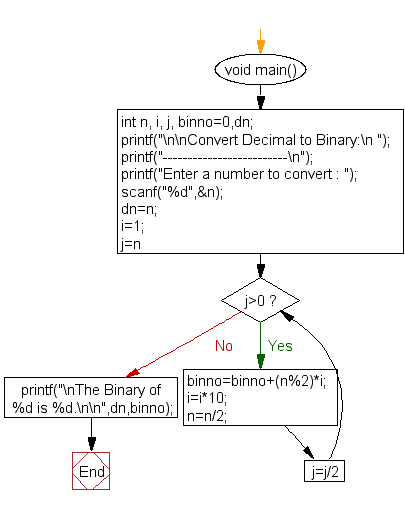 void main()
int n, i, j, binno=0,dn;
printf("\n\nConvert Decimal to Binary:\n ");
printf("-------------------------\n");
printf("Enter a number to convert : ");
scanf("%d",&n);
dn=n;
i=1;
j=n
j>0 ?
No
Yes
printf("\nThe Binary of
%d is %d.\n\n",dn,binno);
binno=binno+(n%2)*i;
i=i*10;
n=n/2;
j=j/2
End